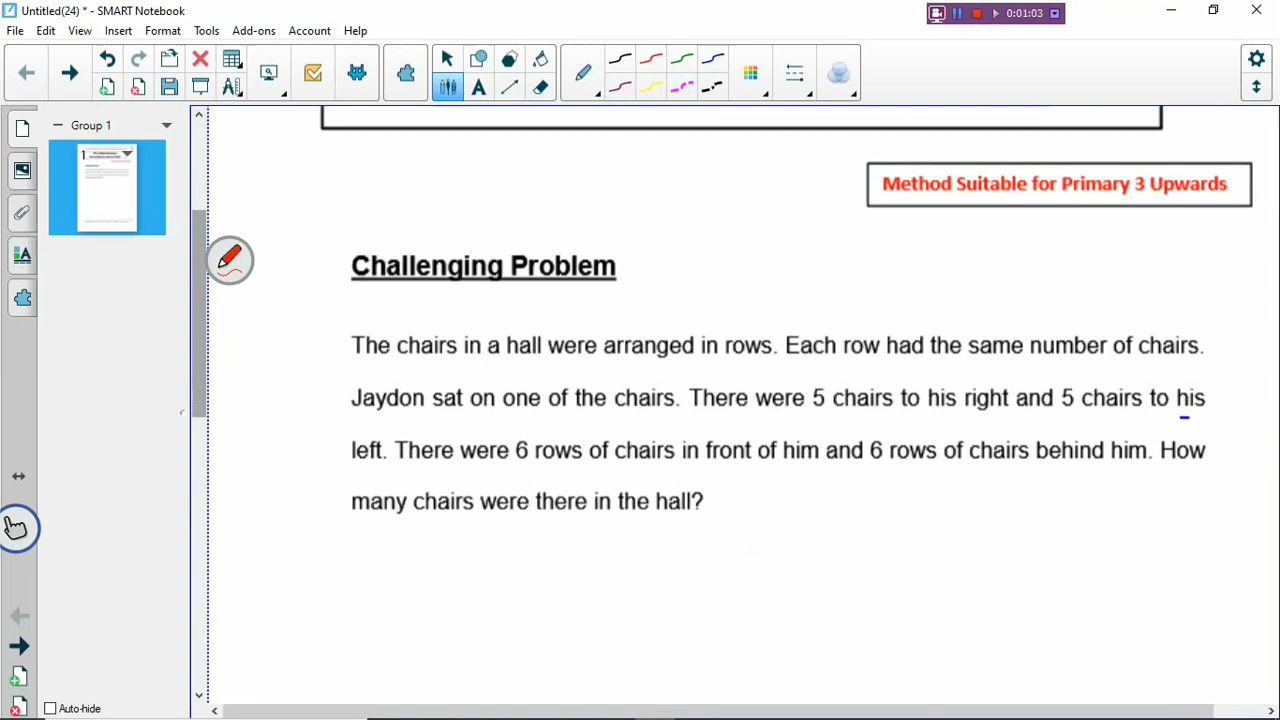 Untitled(24) * - SMART Notebook
0:01:03
File Edit View Insert Format Tools Add-ons Account Help
Group 1
1
Method Suitable for Primary 3 Upwards
Challenging Problem
The chairs in a hall were arranged in rows. Each row had the same number of chairs.
Jaydon sat on one of the chairs. There were 5 chairs to his right and 5 chairs to his
left. There were 6 rows of chairs in front of him and 6 rows of chairs behind him. How
many chairs were there in the hall?
Auto-hide